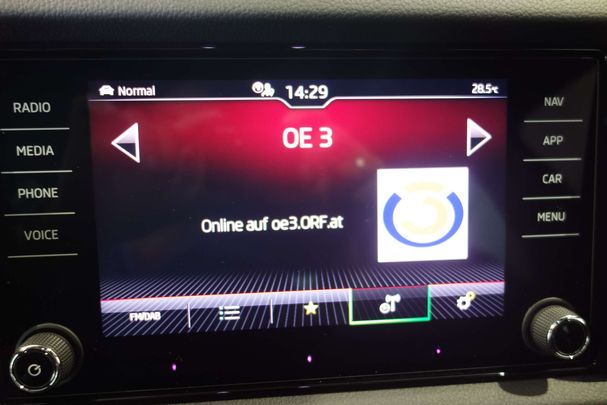 Normal
14:29
28.5°C
RADIO
MEDIA
PHONE
VOICE
OE 3
Online auf oe3.ORF.at
3
NAV
APP
CAR
MENU
FM/DAB